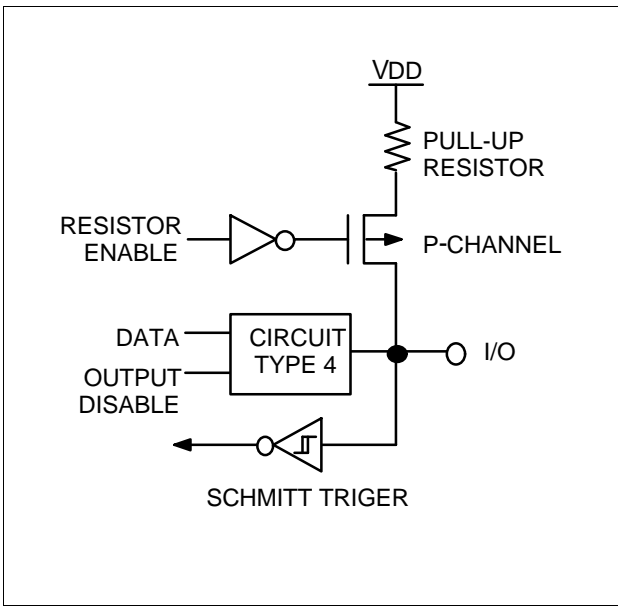 VDD
PULL-UP
RESISTOR
RESISTOR
ENABLE
P-CHANNEL
DATA
OUTPUT
DISABLE
CIRCUIT
TYPE 4
I/O
SCHMITT TRIGER